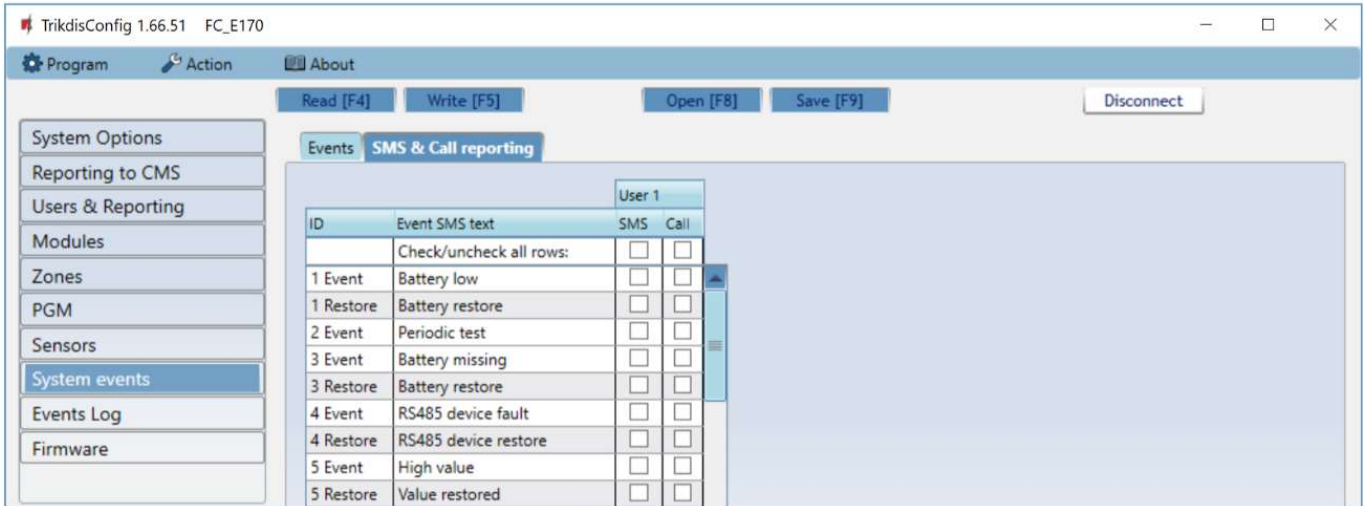 TrikdisConfig 1.66.51 FC_E170
Program Action About
Read [F4] Write [F5] Open [F8] Save [F9] Disconnect
System Options
Reporting to CMS
Users & Reporting
Modules
Zones
PGM
Sensors
System events
Events Log
Firmware
Events SMS & Call reporting
User 1
ID Event SMS text SMS Call
Check/uncheck all rows:
1 Event Battery low
1 Restore Battery restore
2 Event Periodic test
3 Event Battery missing
3 Restore Battery restore
4 Event RS485 device fault
4 Restore RS485 device restore
5 Event High value
5 Restore Value restored